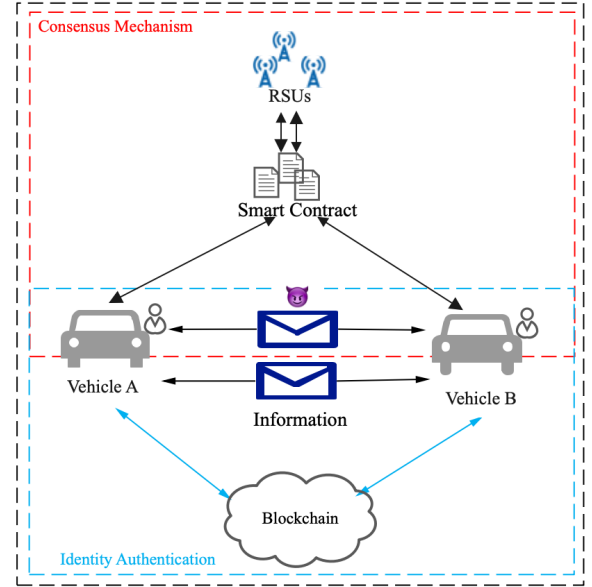 Consensus Mechanism
RSUs
Smart Contract
Vehicle A
Vehicle B
Information
Blockchain
Identity Authentication